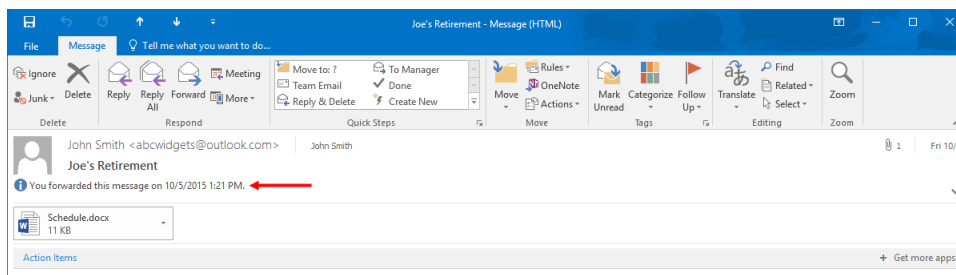 Joe's Retirement - Message (HTML)
File Message Tell me what you want to do...
Ignore
Junk
Delete
Reply
Reply All
Forward
Meeting
More
Move to: ?
Team Email
Reply & Delete
To Manager
Done
Create New
Move
Rules
OneNote
Actions
Mark Unread
Categorize
Follow Up
Translate
Find
Related
Select
Zoom
Delete Respond Quick Steps Move Tags Editing Zoom
John Smith <abcwidgets@outlook.com> John Smith 1 Fri 10/
Joe's Retirement
You forwarded this message on 10/5/2015 1:21 PM.
Schedule.docx
11 KB
Action Items + Get more apps